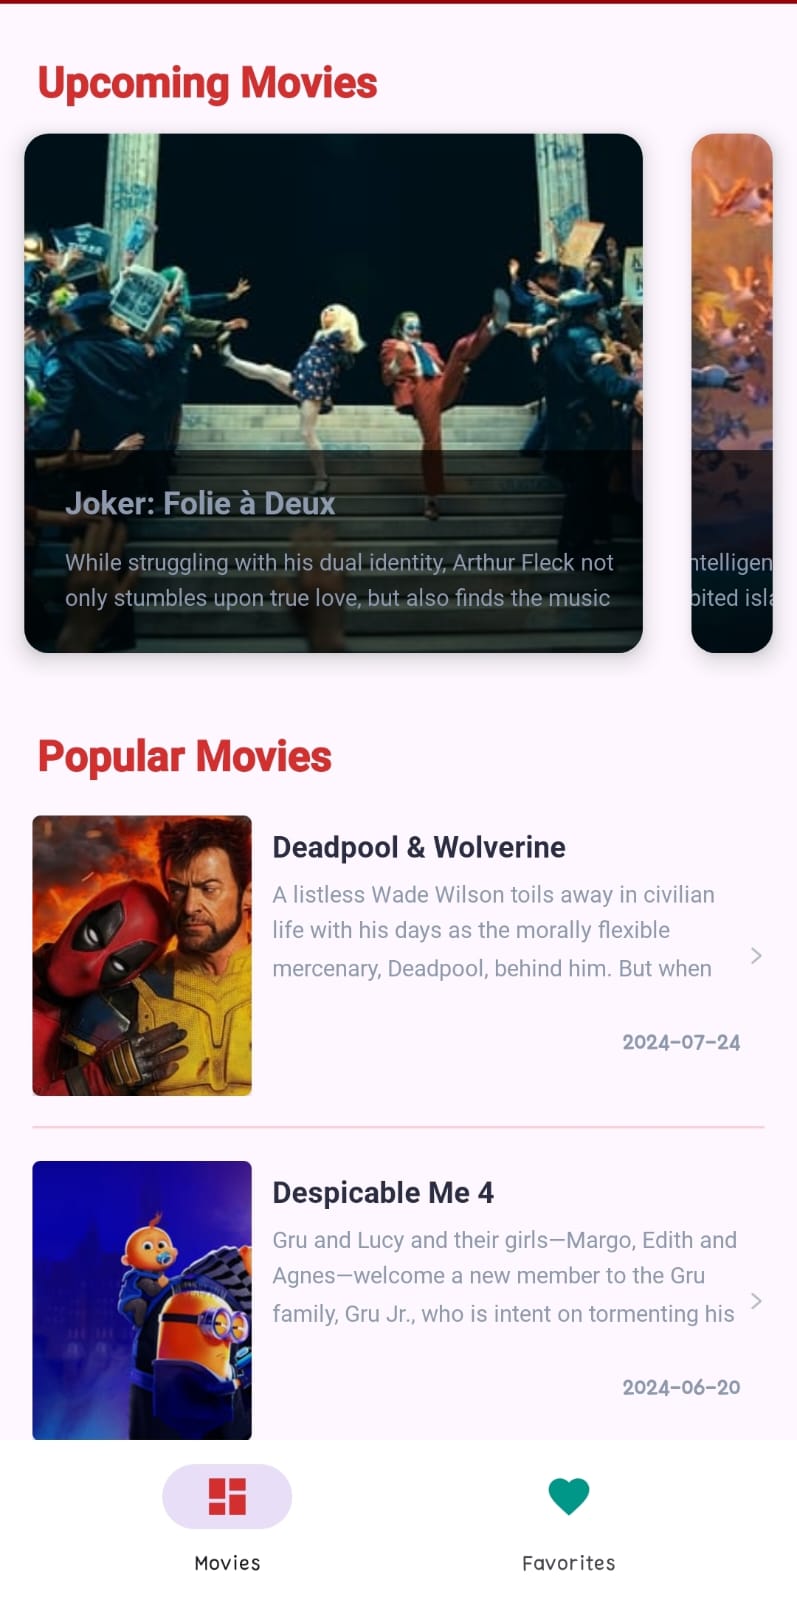 Upcoming Movies
Joker: Folie à Deux
While struggling with his dual identity, Arthur Fleck not
only stumbles upon true love, but also finds the music
ntelligen
bited isla
Popular Movies
Deadpool & Wolverine
A listless Wade Wilson toils away in civilian
life with his days as the morally flexible
mercenary, Deadpool, behind him. But when
2024-07-24
Despicable Me 4
Gru and Lucy and their girls—Margo, Edith and
Agnes—welcome a new member to the Gru
family, Gru Jr., who is intent on tormenting his
2024-06-20
Movies
Favorites